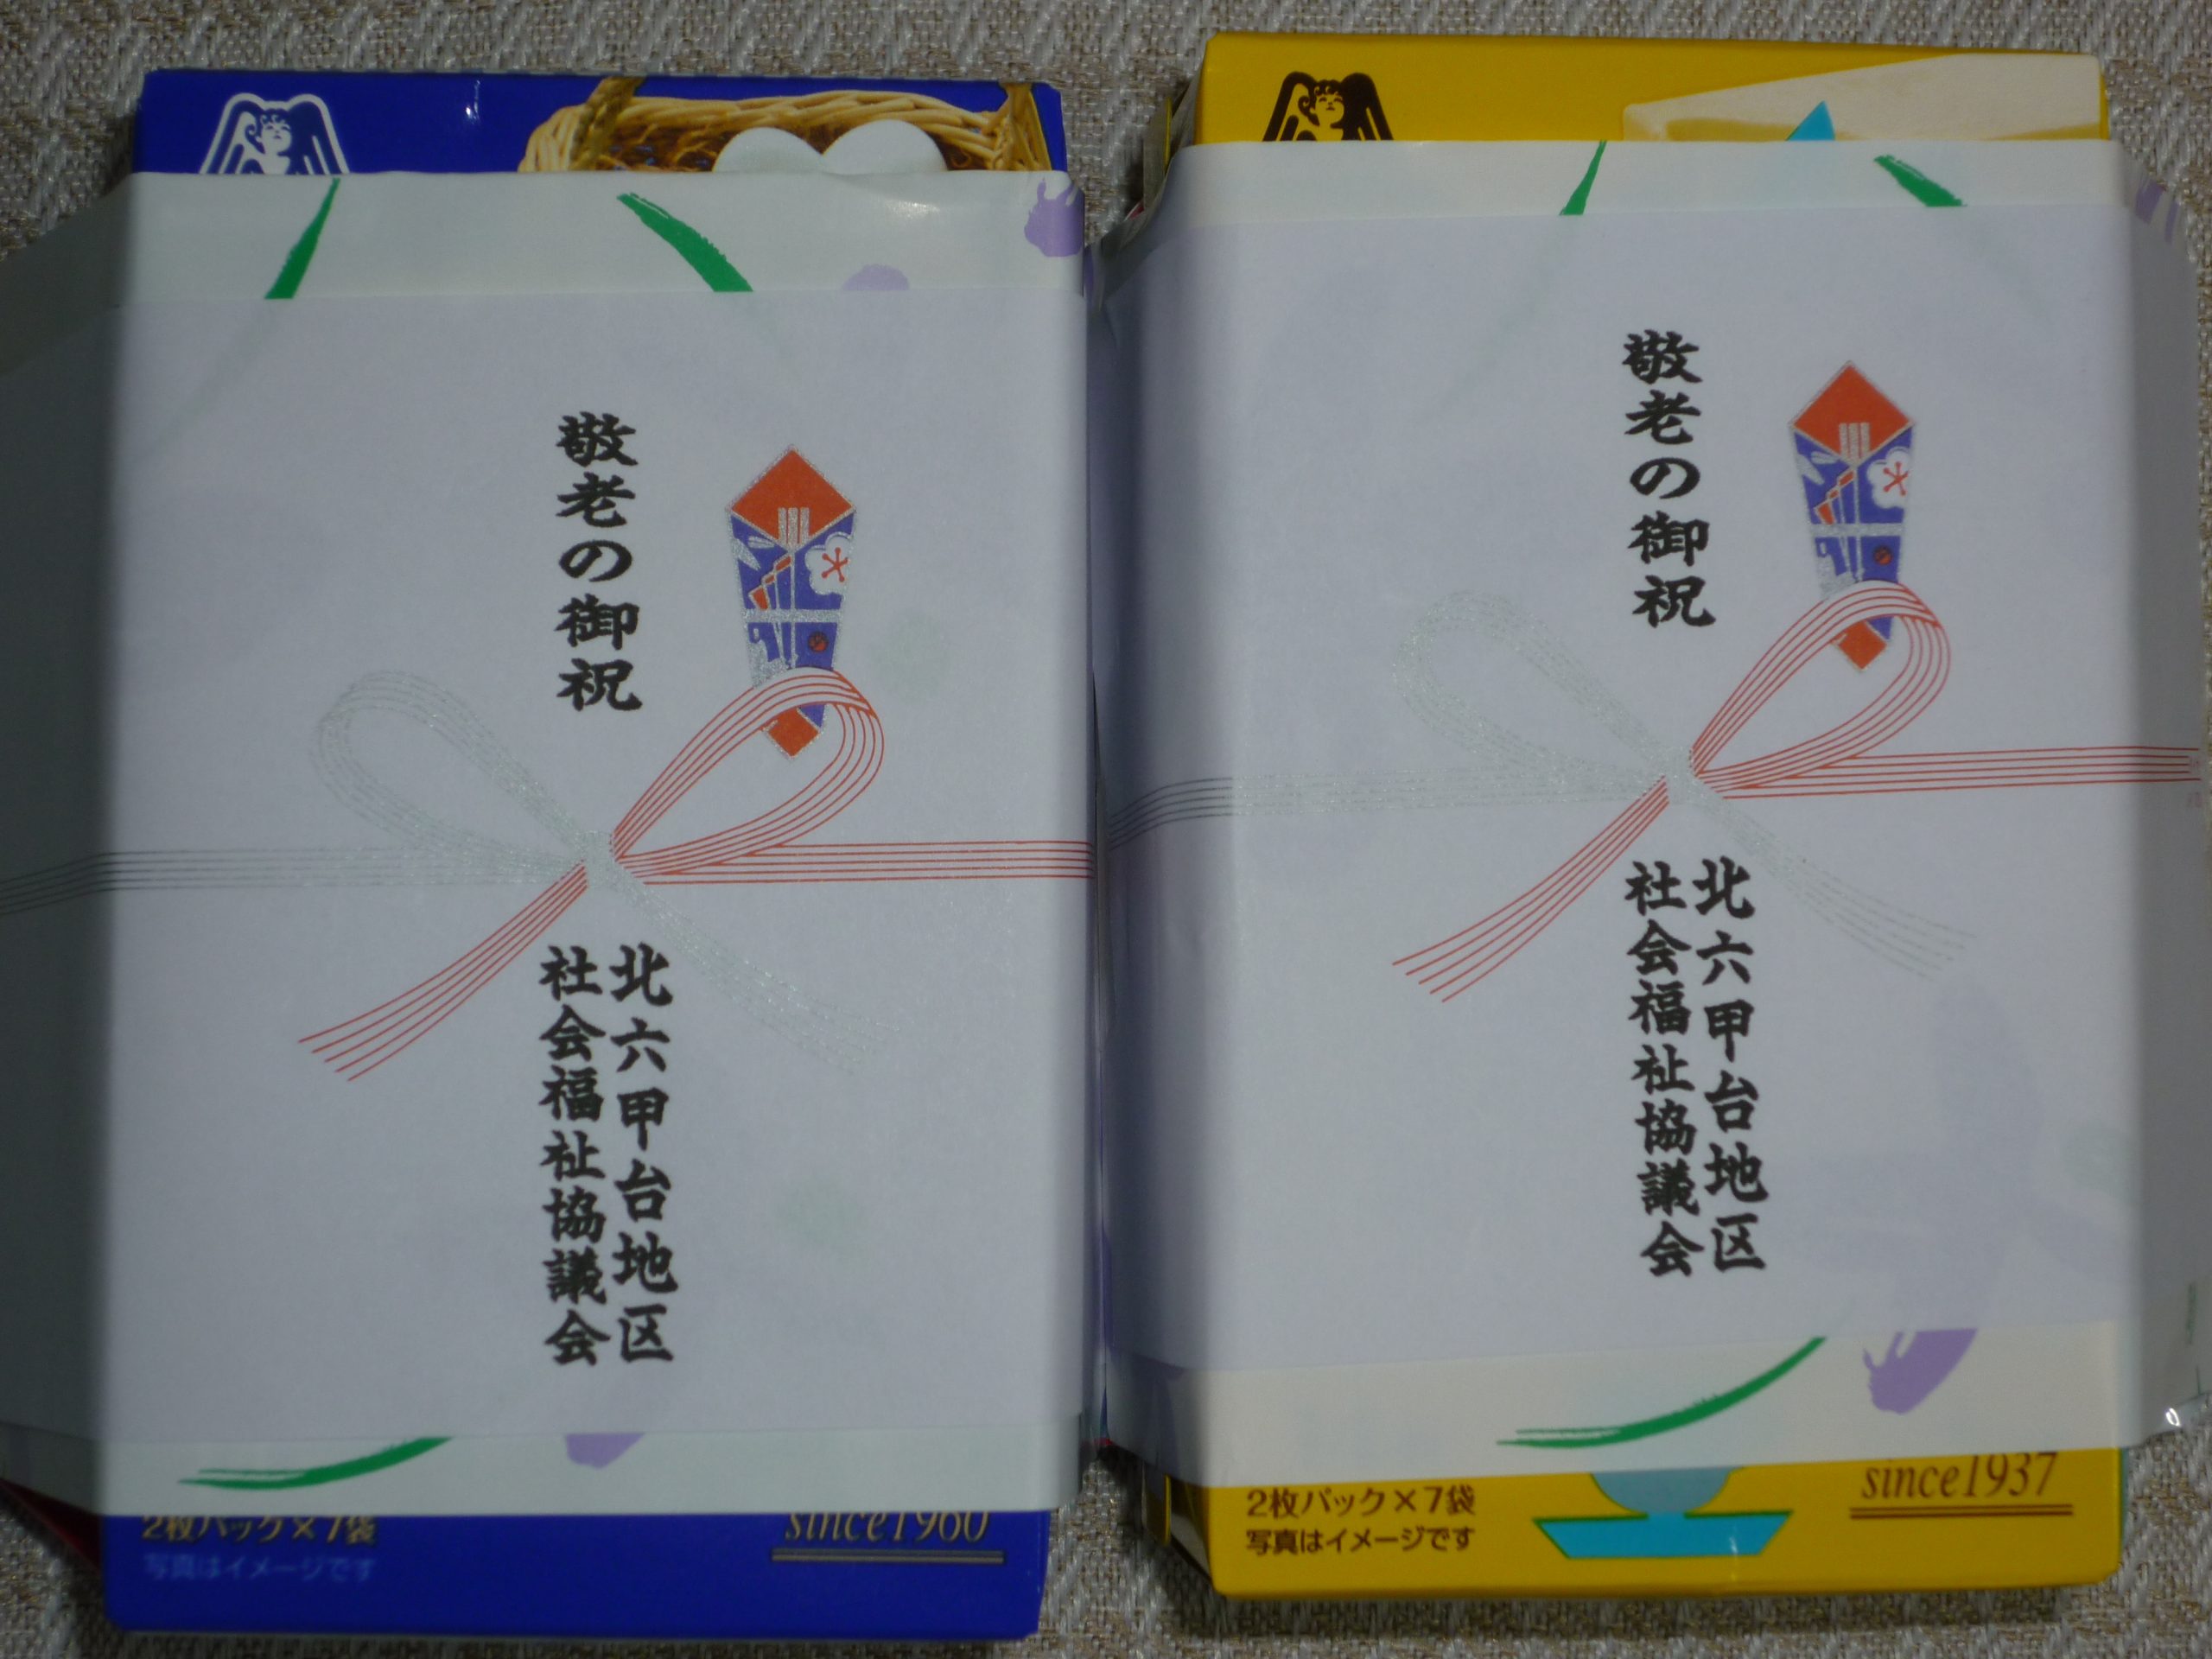 敬老の御祝
北六甲台地区
社会福祉協議会
2枚パック×7袋
写真はイメージです
since1960
敬老の御祝
北六甲台地区
社会福祉協議会
2枚パック×7袋
写真はイメージです
since1937